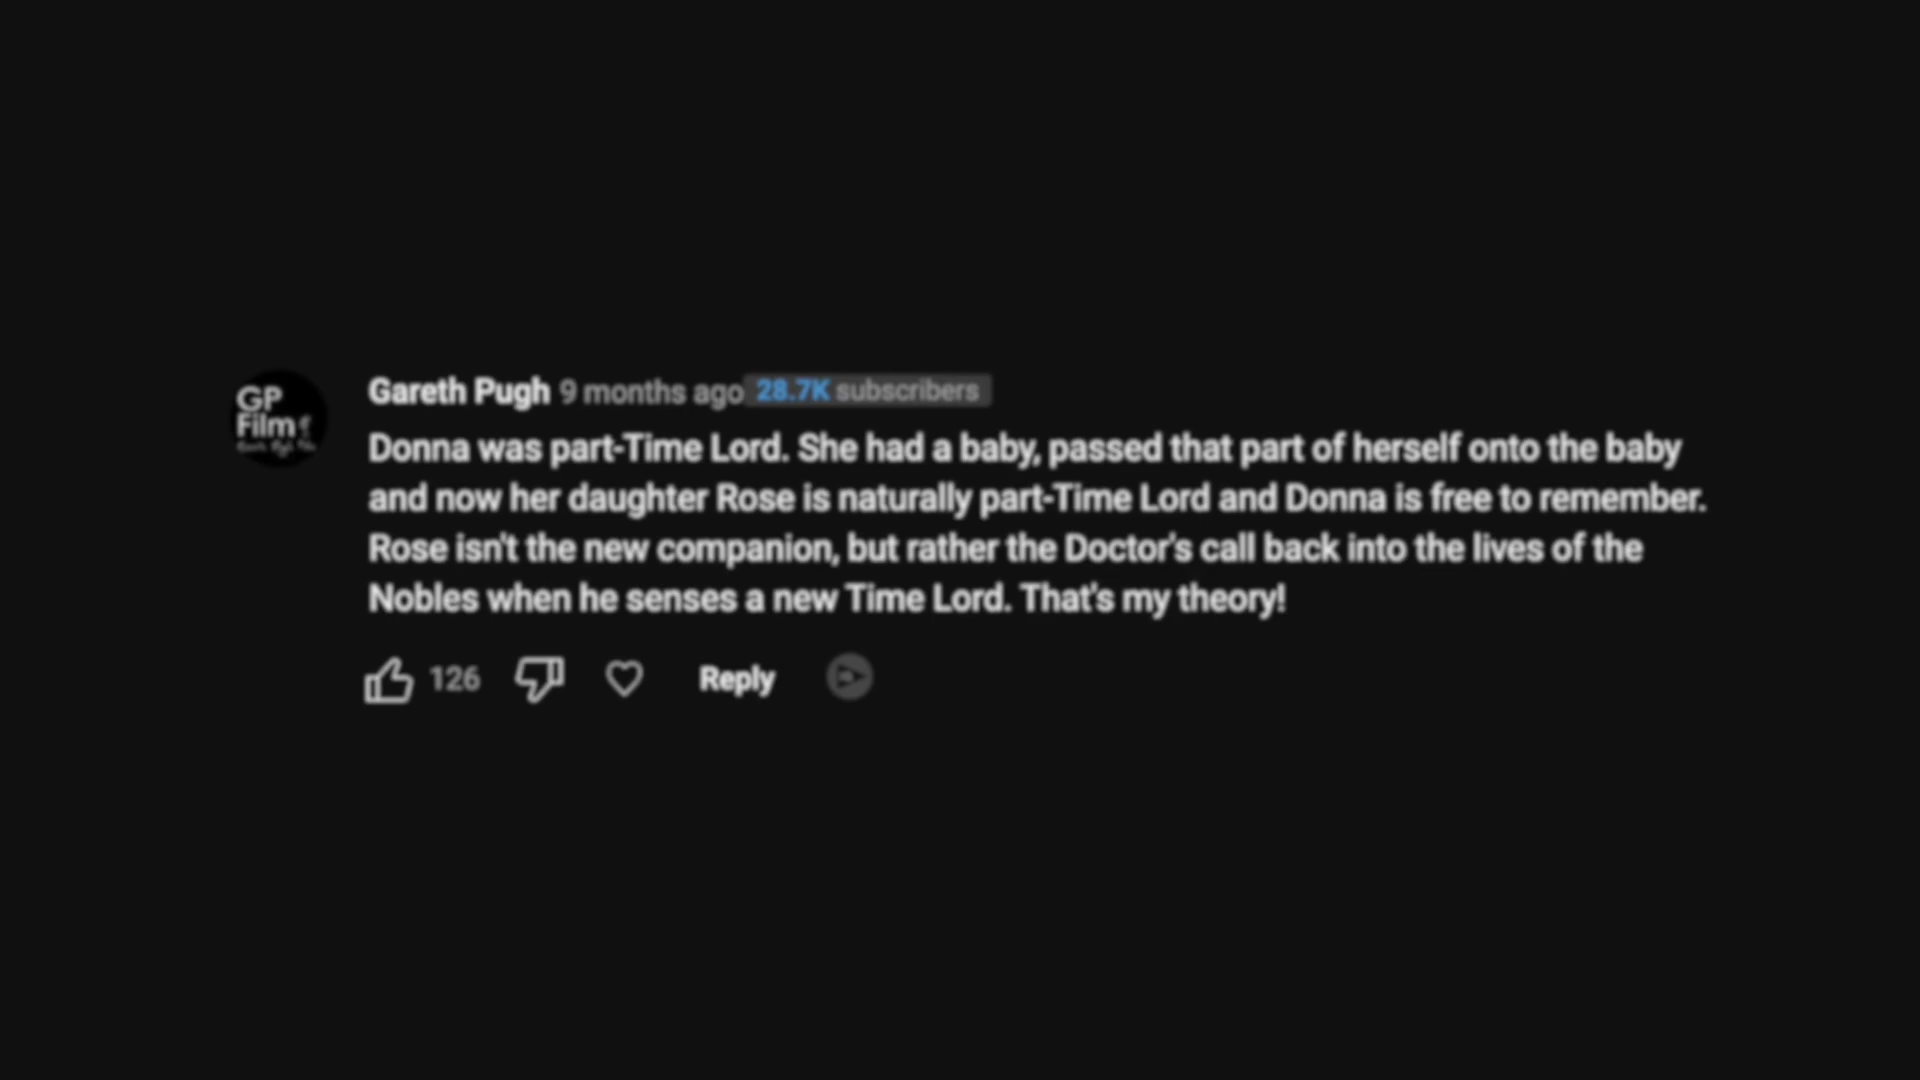 GP
Film
Gareth Pugh 9 months ago 28.7K subscribers
Donna was part-Time Lord. She had a baby, passed that part of herself onto the baby
and now her daughter Rose is naturally part-Time Lord and Donna is free to remember.
Rose isn't the new companion, but rather the Doctor's call back into the lives of the
Nobles when he senses a new Time Lord. That's my theory!
126 Reply